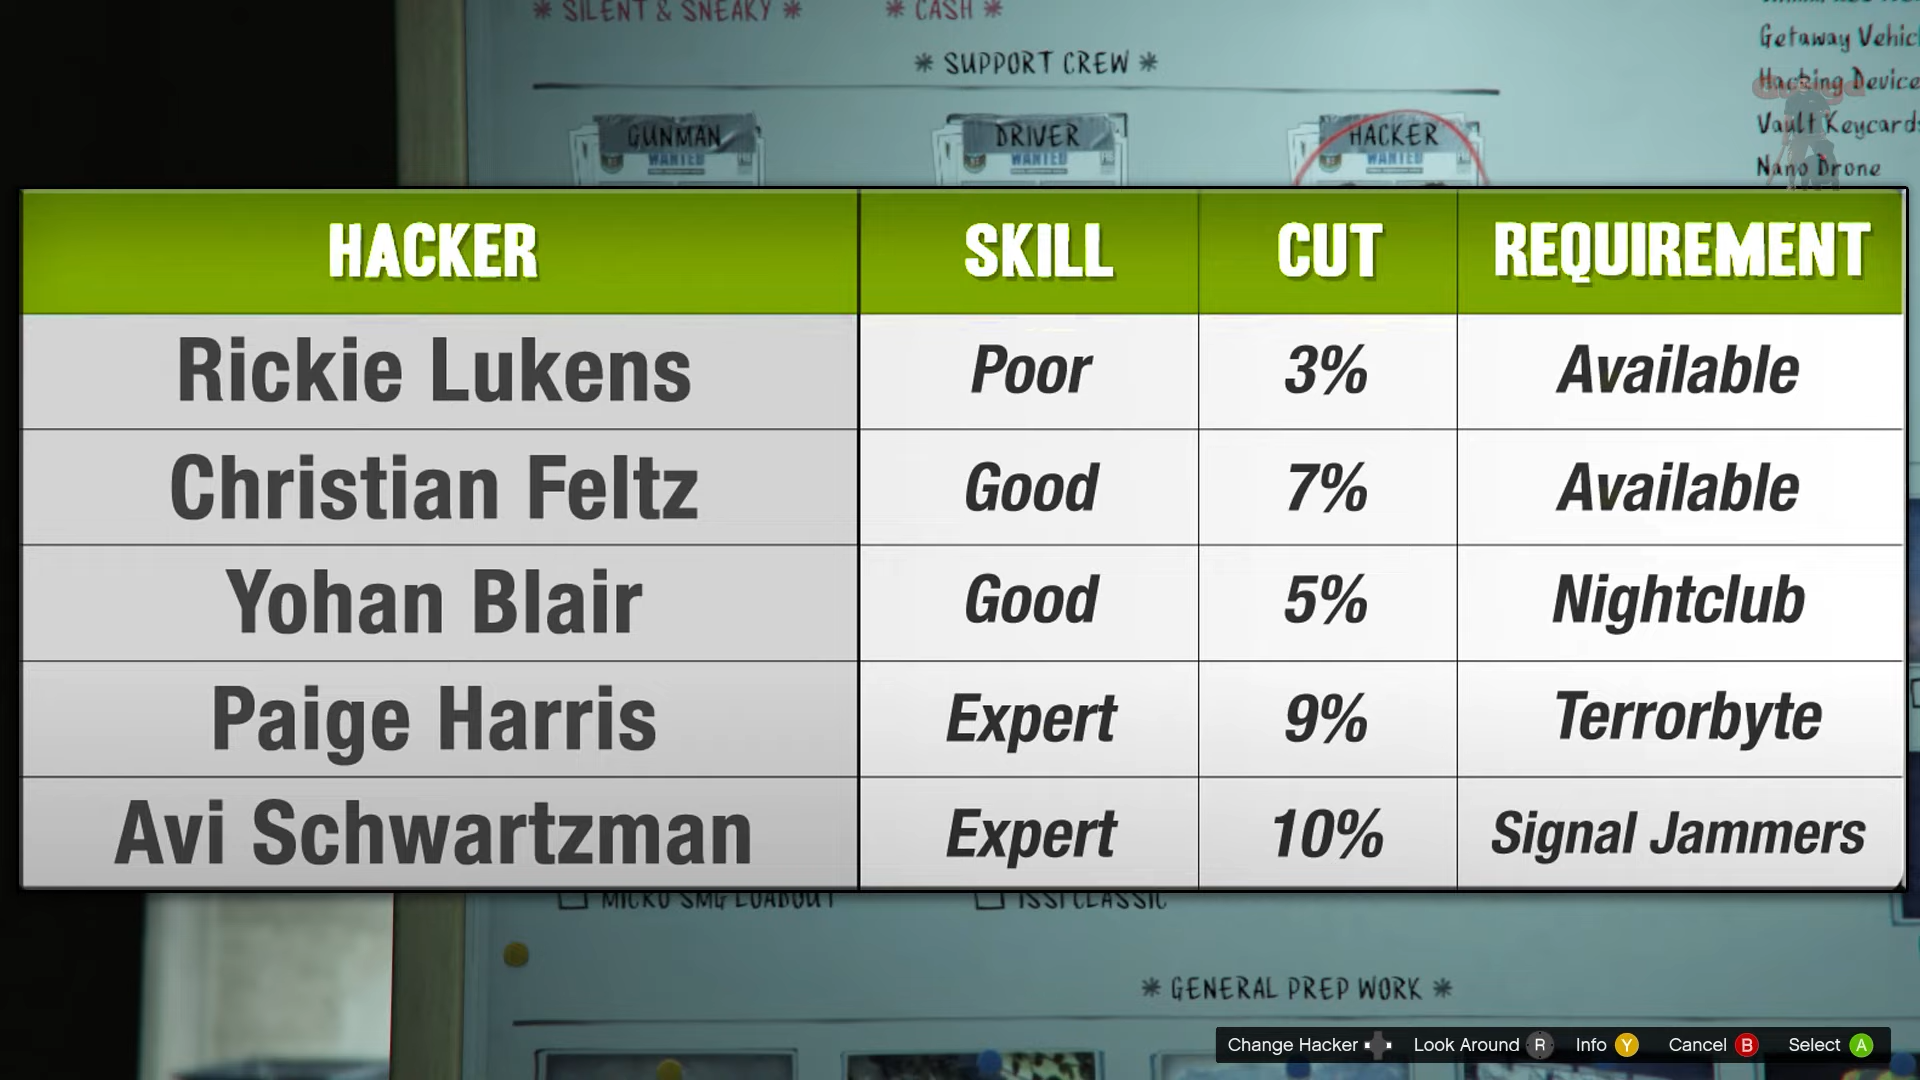 * SILENT & SNEAKY * * CASH *
* SUPPORT CREW *
Getaway Vehic
Hacking Device
Vault Keycards
Nano Drone
GUNMAN DRIVER HACKER
WANTED WANTED WANTED
HACKER SKILL CUT REQUIREMENT
Rickie Lukens Poor 3% Available
Christian Feltz Good 7% Available
Yohan Blair Good 5% Nightclub
Paige Harris Expert 9% Terrorbyte
Avi Schwartzman Expert 10% Signal Jammers
MICRO SMG LOADOUT ISSI CLASSIC
* GENERAL PREP WORK *
Change Hacker Look Around R Info Y Cancel B Select A